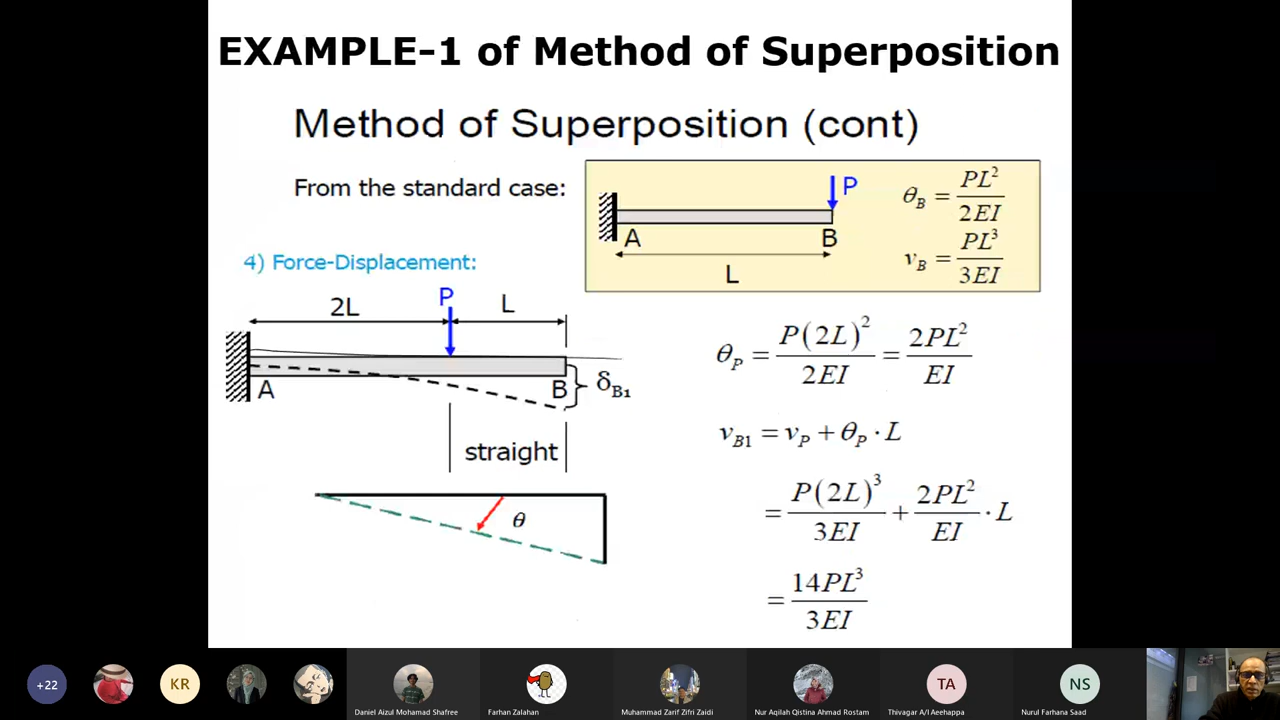 EXAMPLE-1 of Method of Superposition
Method of Superposition (cont)
From the standard case:
P
A
B
L
θ_B = PL²/2EI
v_B = PL³/3EI
4) Force-Displacement:
2L
P
L
A
B
δ_B1
straight
θ
θ_P = P(2L)²/2EI = 2PL²/EI
v_B1 = v_P + θ_P · L
= P(2L)³/3EI + 2PL²/EI · L
= 14PL³/3EI
+22
KR
Daniel Aizul Mohamad Shafree
Farhan Zalahan
Muhammad Zarif Zifri Zaidi
Nur Aqilah Qistina Ahmad Rostam
TA
Thivagar A/l Aeehappa
NS
Nurul Farhana Saad